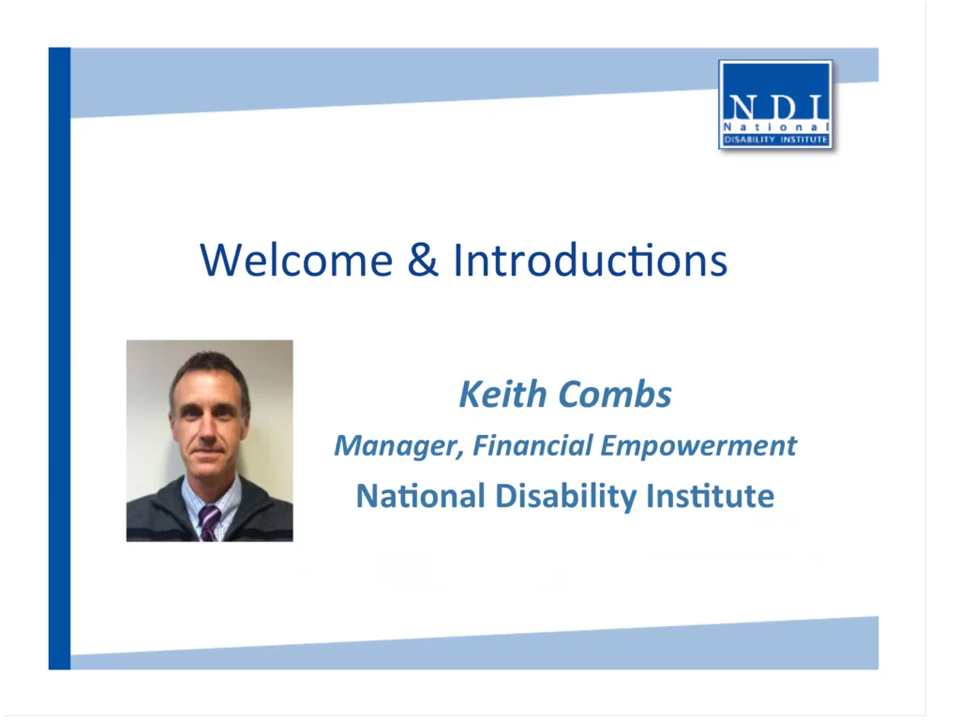 NDI
National
DISABILITY INSTITUTE
Welcome & Introductions
Keith Combs
Manager, Financial Empowerment
National Disability Institute